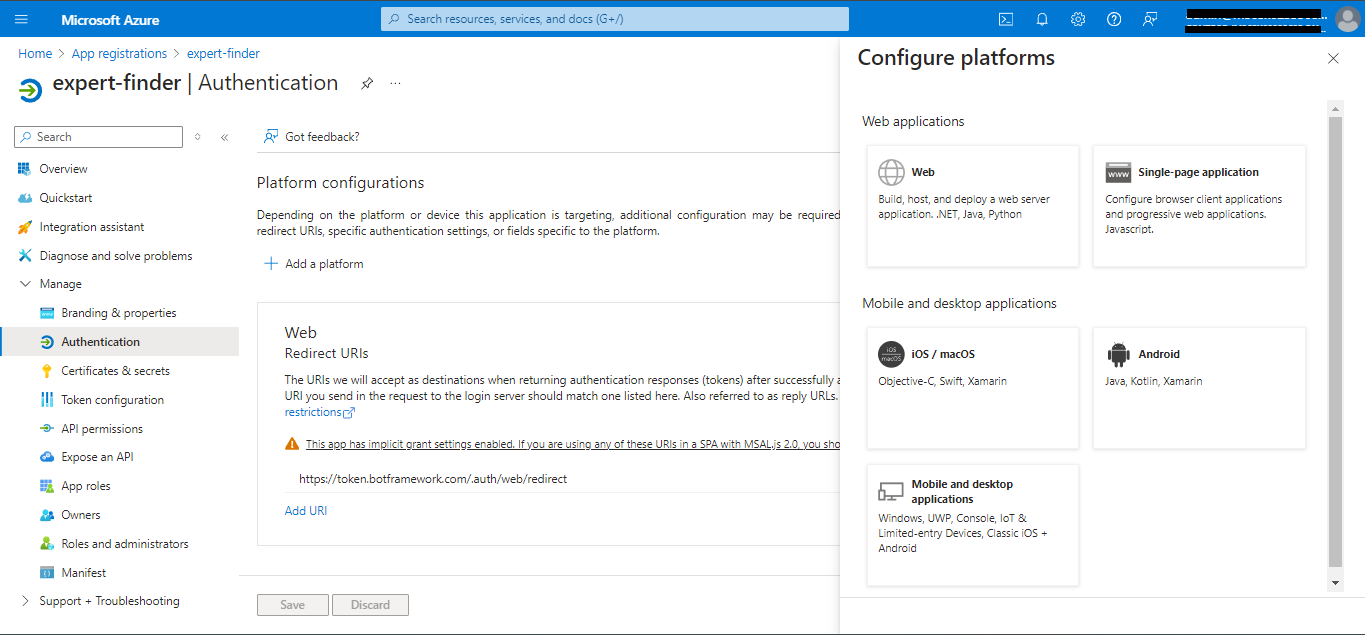 Microsoft Azure
Search resources, services, and docs (G+/)
Home > App registrations > expert-finder
expert-finder | Authentication
...
Search
Overview
Quickstart
Integration assistant
Diagnose and solve problems
Manage
Branding & properties
Authentication
Certificates & secrets
Token configuration
API permissions
Expose an API
App roles
Owners
Roles and administrators
Manifest
Support + Troubleshooting
Got feedback?
Platform configurations
Depending on the platform or device this application is targeting, additional configuration may be required
redirect URIs, specific authentication settings, or fields specific to the platform.
Add a platform
Web
Redirect URIs
The URIs we will accept as destinations when returning authentication responses (tokens) after successfully
URI you send in the request to the login server should match one listed here. Also referred to as reply URLs.
restrictions
This app has implicit grant settings enabled. If you are using any of these URIs in a SPA with MSAL.js 2.0, you
https://token.botframework.com/.auth/web/redirect
Add URI
Save
Discard
Configure platforms
Web applications
Web
Build, host, and deploy a web server
application. .NET, Java, Python
www
Single-page application
Configure browser client applications
and progressive web applications.
Javascript.
Mobile and desktop applications
iOS
macOS
iOS / macOS
Objective-C, Swift, Xamarin
Android
Java, Kotlin, Xamarin
Mobile and desktop
applications
Windows, UWP, Console, IoT &
Limited-entry Devices, Classic iOS +
Android